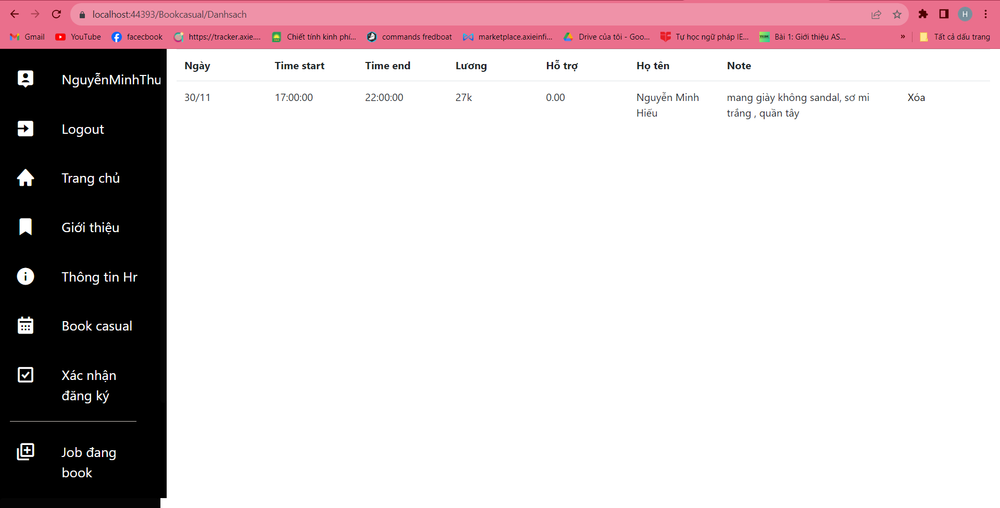 localhost:44393/Bookcasual/Danhsach
H
Gmail YouTube facecbook https://tracker.axie.... Chiết tính kinh phí... commands fredboat marketplace.axieinfi... Drive của tôi - Goo... Tự học ngữ pháp IE... Bài 1: Giới thiệu AS... » Tất cả dấu trang
NguyễnMinhThu
Logout
Trang chủ
Giới thiệu
Thông tin Hr
Book casual
Xác nhận
đăng ký
Job đang
book
Ngày Time start Time end Lương Hỗ trợ Họ tên Note
30/11 17:00:00 22:00:00 27k 0.00 Nguyễn Minh mang giày không sandal, sơ mi Xóa
Hiếu trắng , quần tây